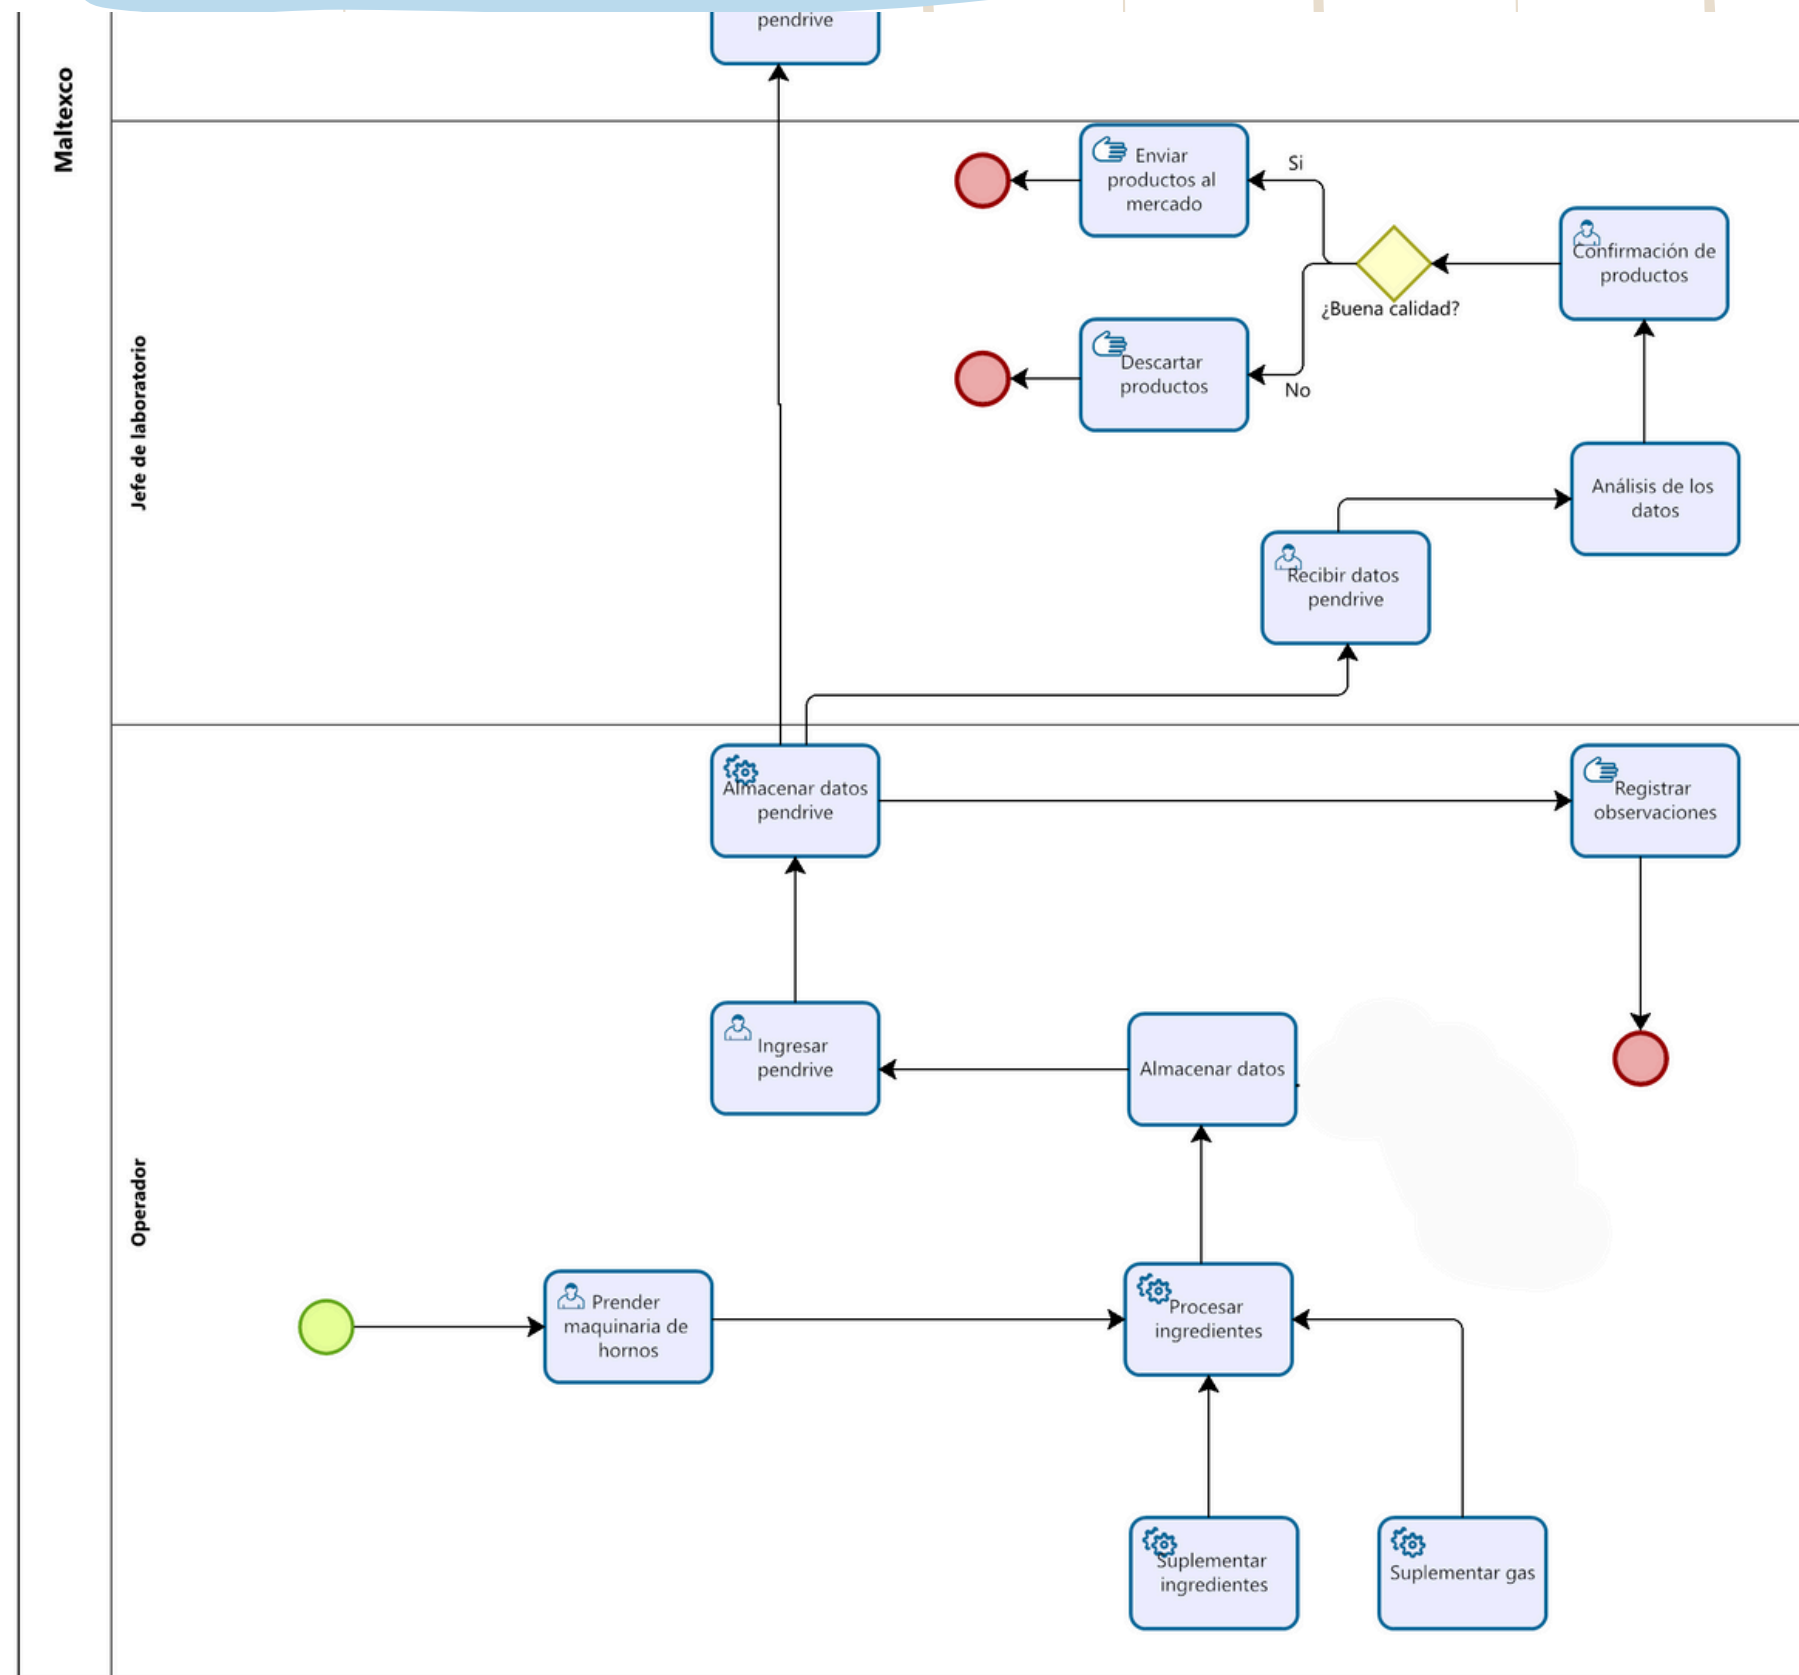 pendrive
Maltexco
Jefe de laboratorio
Enviar
productos al
mercado
Si
Confirmación de
productos
¿Buena calidad?
Descartar
productos
No
Análisis de los
datos
Recibir datos
pendrive
Operador
Almacenar datos
pendrive
Registrar
observaciones
Ingresar
pendrive
Almacenar datos
Prender
maquinaria de
hornos
Procesar
ingredientes
Suplementar
ingredientes
Suplementar gas